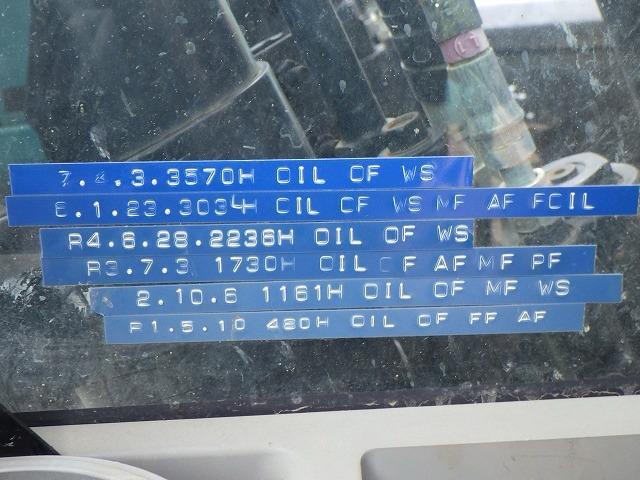 7. .3.3570H OIL OF WS
6.1.23.3034H OIL OF WS MF AF FOIL
R4.6.28.2236H OIL OF WS
R3.7.3 1730H OIL OF AF MF PF
2.10.6 1161H OIL OF MF WS
R1.5.10 480H OIL OF FF AF